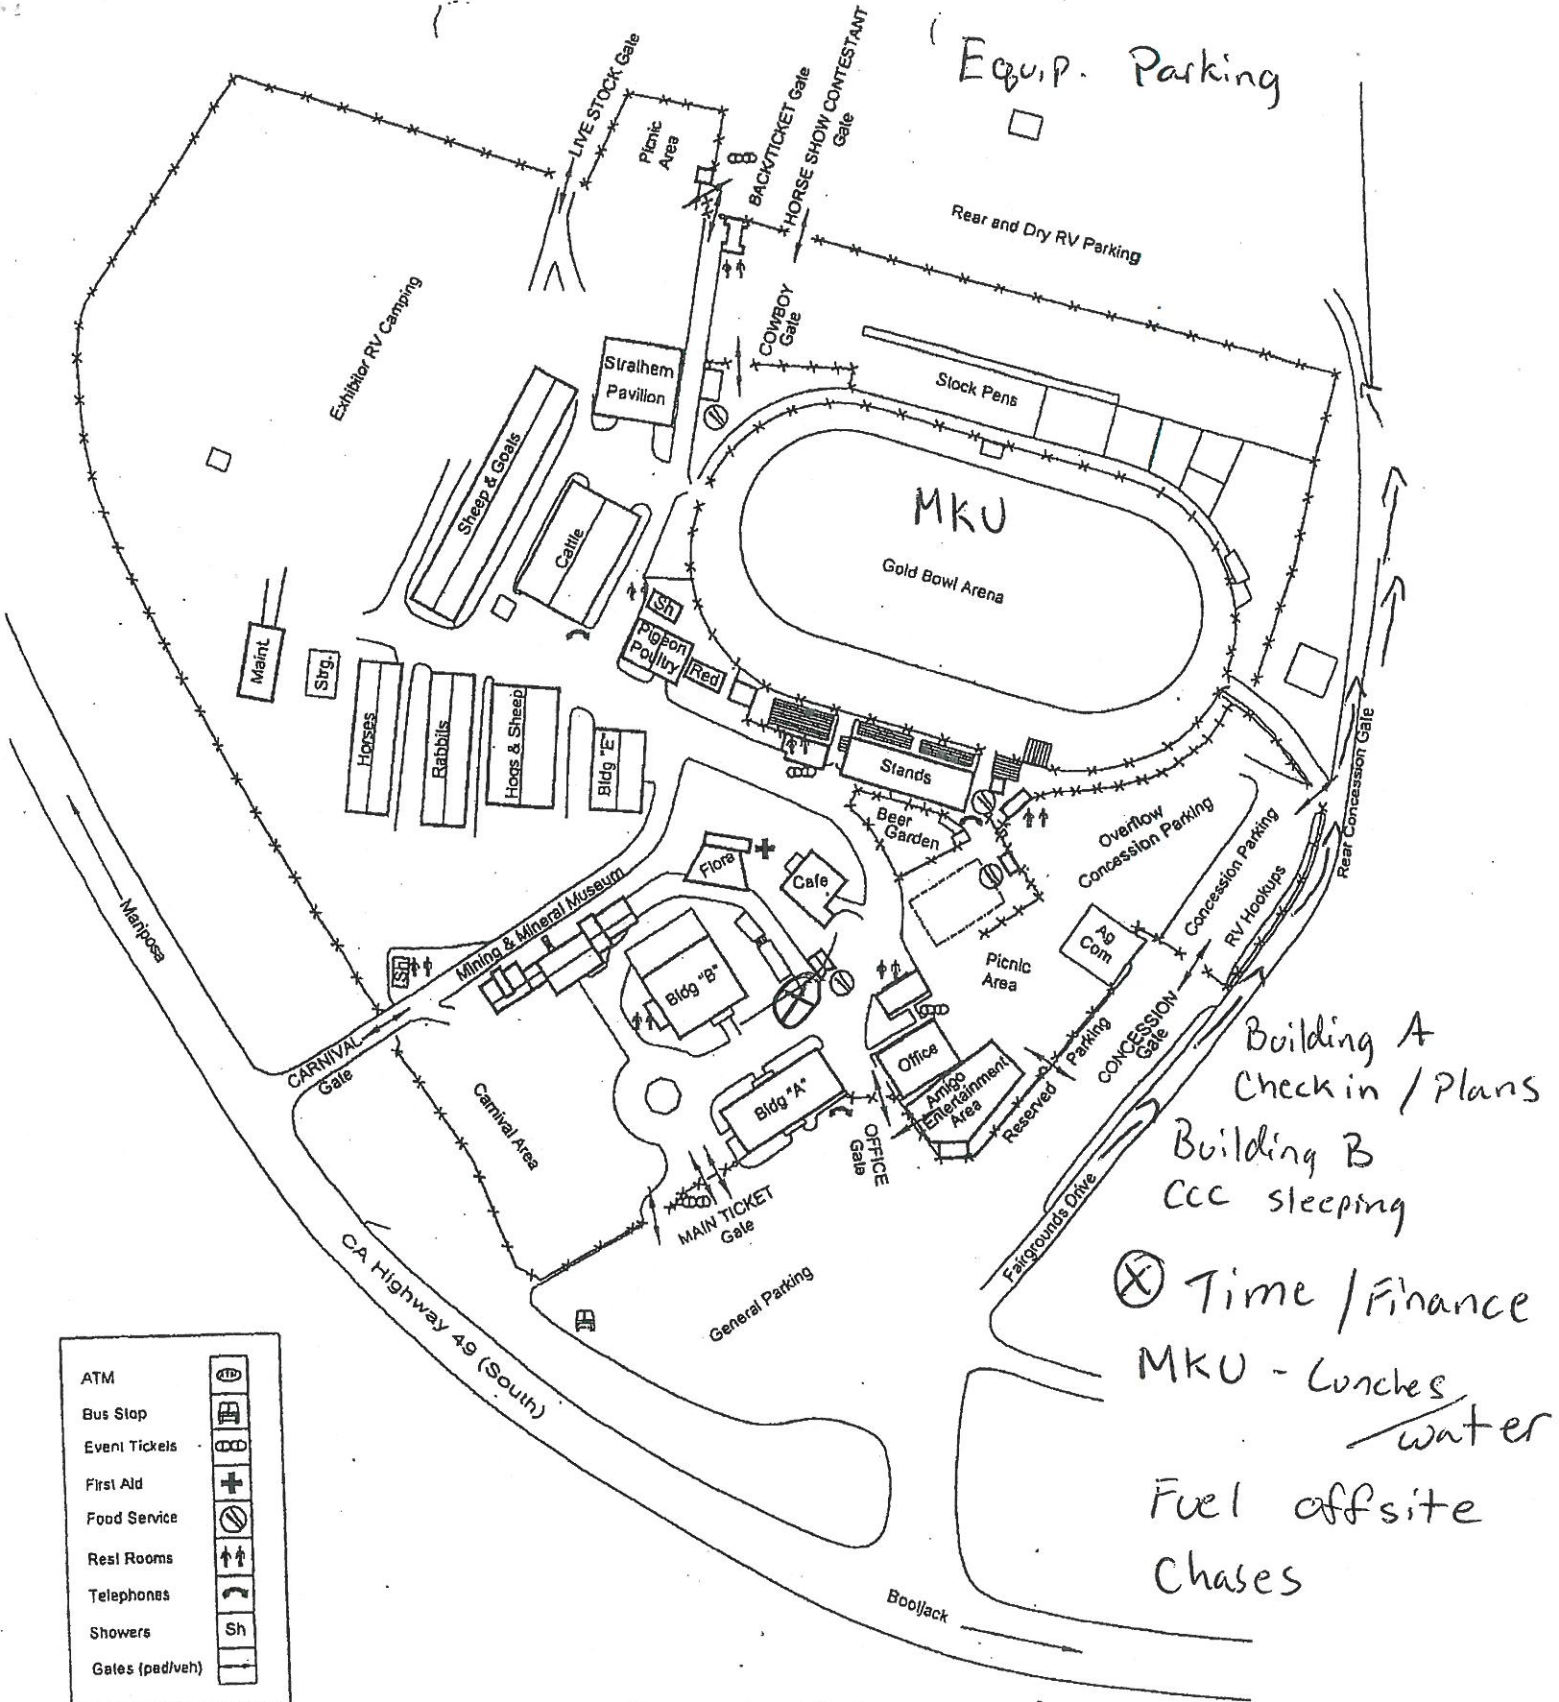 Equip. Parking
LIVE STOCK Gate
Picnic
Area
BACK/TICKET Gate
HORSE SHOW CONTESTANT
Gate
Rear and Dry RV Parking
Exhibitor RV Camping
COWBOY
Gate
Pavilion
Stock Pens
Sheep & Goats
Cattle
MKU
Gold Bowl Arena
Sh
Pigeon
Poultry
Red
Maint.
Strg.
Horses
Rabbits
Hogs & Sheep
Bldg "E"
Stands
Beer
Garden
Overflow
Concession Parking
Concession Parking
RV Hookups
Rear Concession Gate
Flora
Cafe
Mining & Mineral Museum
Sh
Bldg "B"
Ag
Com
Picnic
Area
Mariposa
CARNIVAL
Gate
Carnival Area
Bldg "A"
Office
Amigo
Entertainment
Area
Reserved Parking
CONCESSION
Gate
OFFICE
Gate
MAIN TICKET
Gate
General Parking
Fairgrounds Drive
CA Highway 49 (South)
Bootjack
Building A
Check in / Plans
Building B
CCC sleeping
X Time / Finance
MKU - Lunches
/ water
Fuel offsite
Chases
ATM ATM
Bus Stop
Event Tickets
First Aid
Food Service
Rest Rooms
Telephones
Showers Sh
Gates (ped/veh)